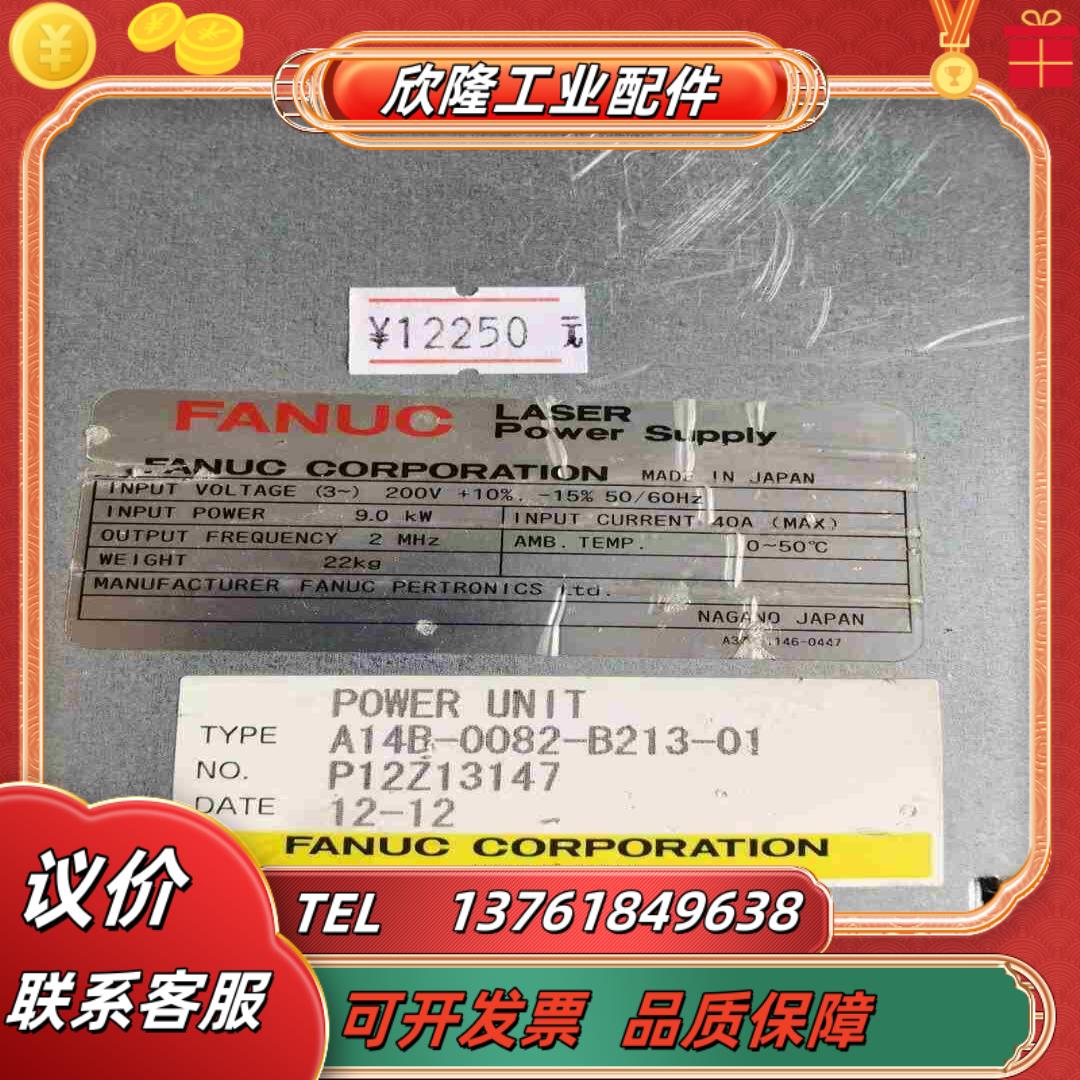 欣隆工业配件
¥12250 元
FANUC LASER Power Supply
FANUC CORPORATION MADE IN JAPAN
INPUT VOLTAGE (3~) 200V +10%, -15% 50/60Hz
INPUT POWER 9.0 kW INPUT CURRENT 40A (MAX)
OUTPUT FREQUENCY 2 MHz AMB. TEMP. 0~50℃
WEIGHT 22kg
MANUFACTURER FANUC PERTRONICS Ltd.
NAGANO JAPAN
POWER UNIT
TYPE A14B-0082-B213-01
NO. P12Z13147
DATE 12-12
FANUC CORPORATION
议价
联系客服
TEL 13761849638
可开发票 品质保障